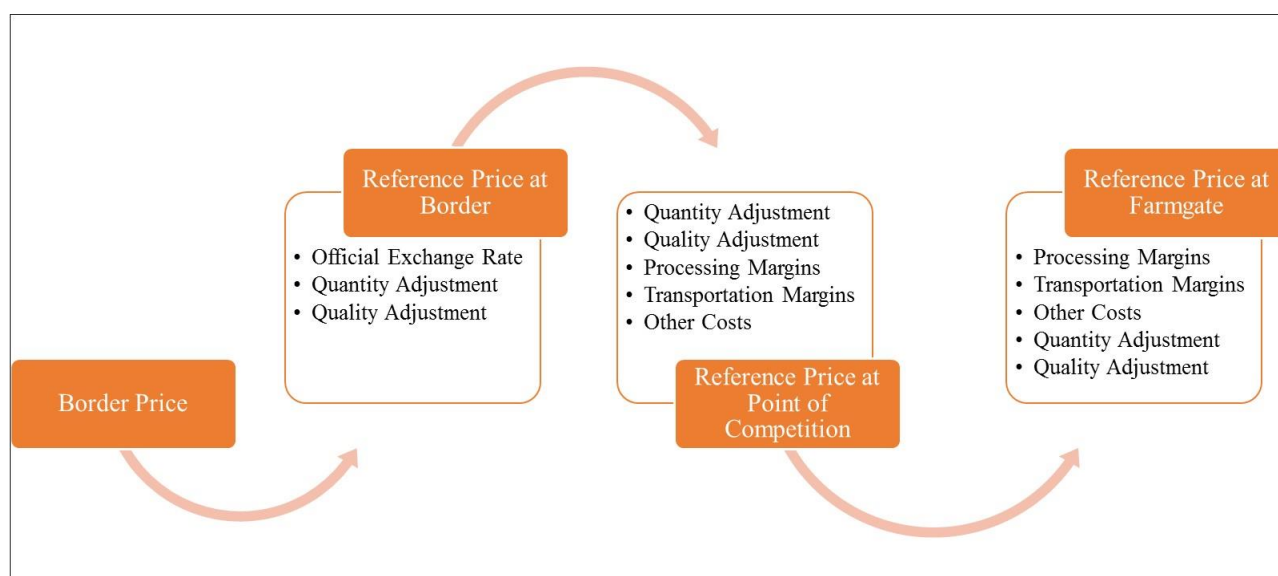 Border Price
Reference Price at
Border
• Official Exchange Rate
• Quantity Adjustment
• Quality Adjustment
• Quantity Adjustment
• Quality Adjustment
• Processing Margins
• Transportation Margins
• Other Costs
Reference Price at
Point of
Competition
Reference Price at
Farmgate
• Processing Margins
• Transportation Margins
• Other Costs
• Quantity Adjustment
• Quality Adjustment